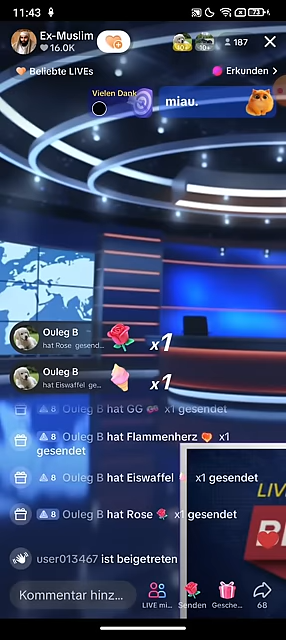 11:43
73
Ex-Muslim
16.0K
10+
187
Beliebte LIVEs
Erkunden
Vielen Dank
miau.
Ouleg B
hat Rose gesend...
x1
Ouleg B
hat Eiswaffel ge...
x1
8 Ouleg B hat GG x1 gesendet
8 Ouleg B hat Flammenherz x1
gesendet
8 Ouleg B hat Eiswaffel x1 gesendet
8 Ouleg B hat Rose x1 gesendet
LIV
user013467 ist beigetreten
Kommentar hinz...
LIVE mi...
Senden
Gesche...
68